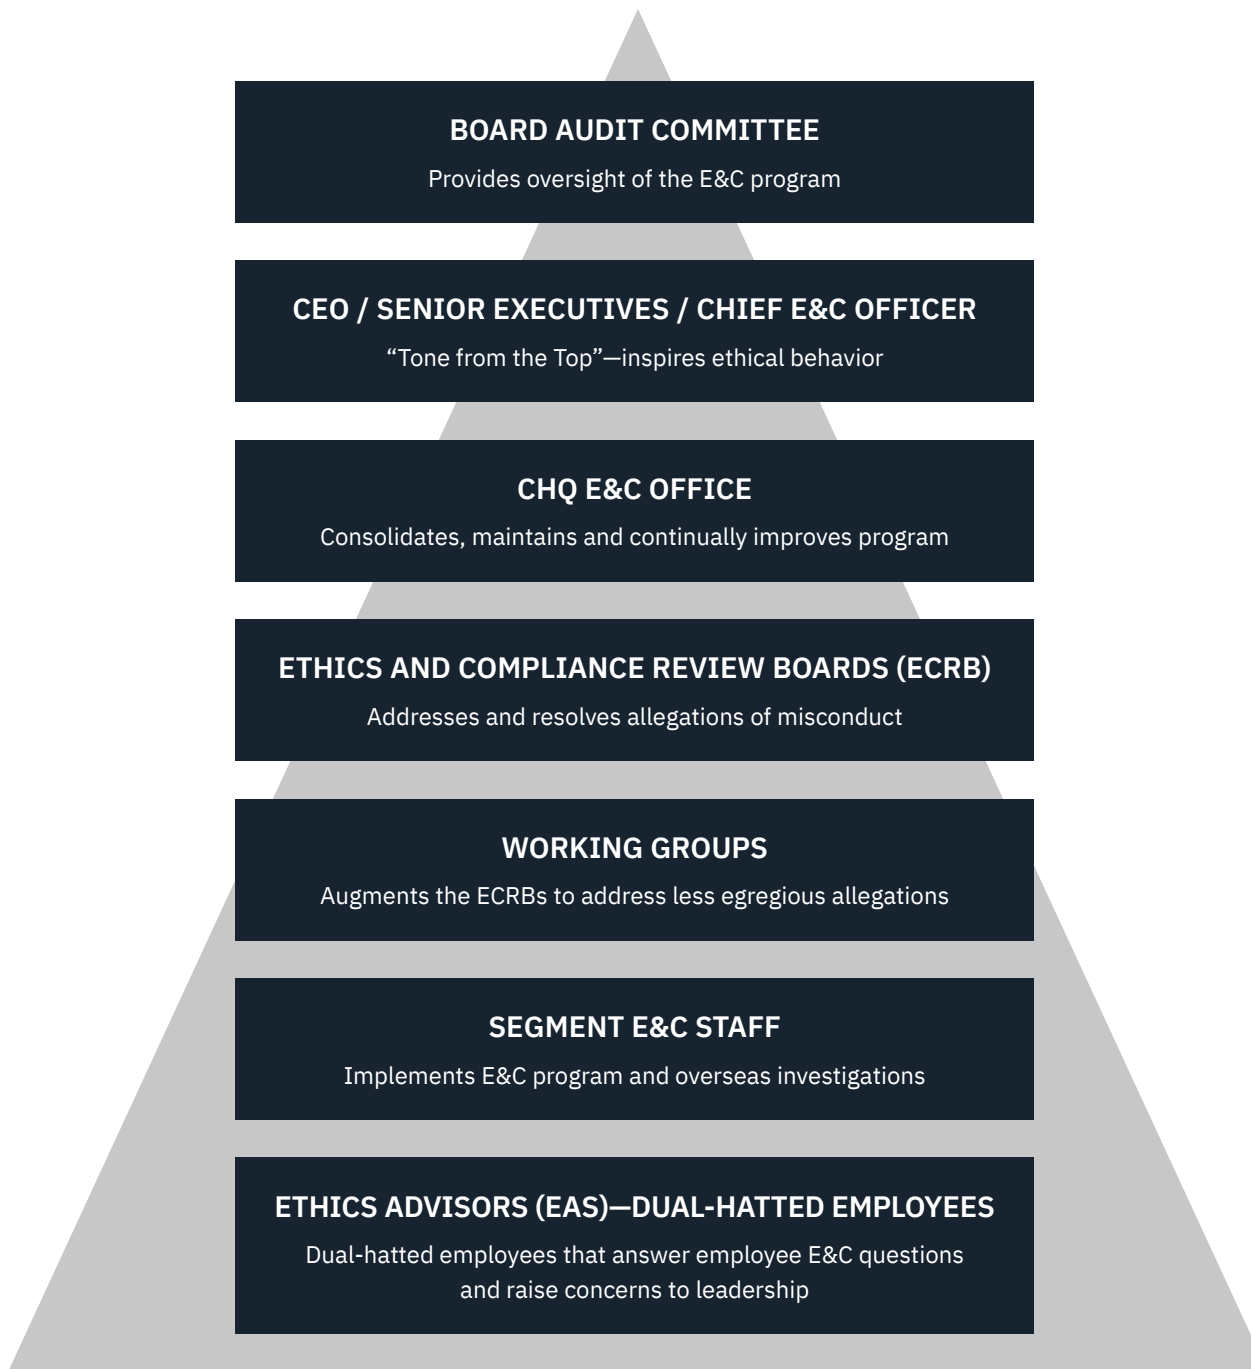 BOARD AUDIT COMMITTEE
Provides oversight of the E&C program
CEO / SENIOR EXECUTIVES / CHIEF E&C OFFICER
“Tone from the Top”—inspires ethical behavior
CHQ E&C OFFICE
Consolidates, maintains and continually improves program
ETHICS AND COMPLIANCE REVIEW BOARDS (ECRB)
Addresses and resolves allegations of misconduct
WORKING GROUPS
Augments the ECRBs to address less egregious allegations
SEGMENT E&C STAFF
Implements E&C program and overseas investigations
ETHICS ADVISORS (EAS)—DUAL-HATTED EMPLOYEES
Dual-hatted employees that answer employee E&C questions
and raise concerns to leadership